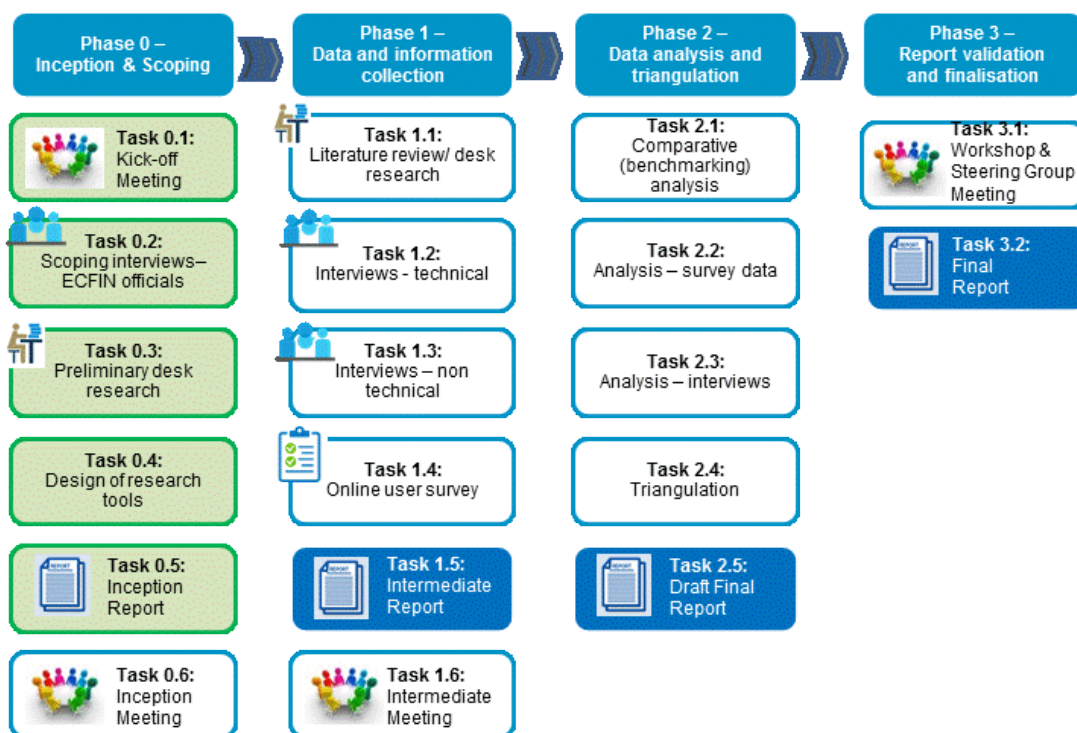 Phase 0 –
Inception & Scoping
Phase 1 –
Data and information
collection
Phase 2 –
Data analysis and
triangulation
Phase 3 –
Report validation
and finalisation
Task 0.1:
Kick-off
Meeting
Task 0.2:
Scoping interviews–
ECFIN officials
Task 0.3:
Preliminary desk
research
Task 0.4:
Design of research
tools
REPORT
Task 0.5:
Inception
Report
Task 0.6:
Inception
Meeting
Task 1.1:
Literature review/ desk
research
Task 1.2:
Interviews - technical
Task 1.3:
Interviews – non
technical
Task 1.4:
Online user survey
REPORT
Task 1.5:
Intermediate
Report
Task 1.6:
Intermediate
Meeting
Task 2.1:
Comparative
(benchmarking)
analysis
Task 2.2:
Analysis – survey data
Task 2.3:
Analysis – interviews
Task 2.4:
Triangulation
REPORT
Task 2.5:
Draft Final
Report
Task 3.1:
Workshop &
Steering Group
Meeting
REPORT
Task 3.2:
Final
Report